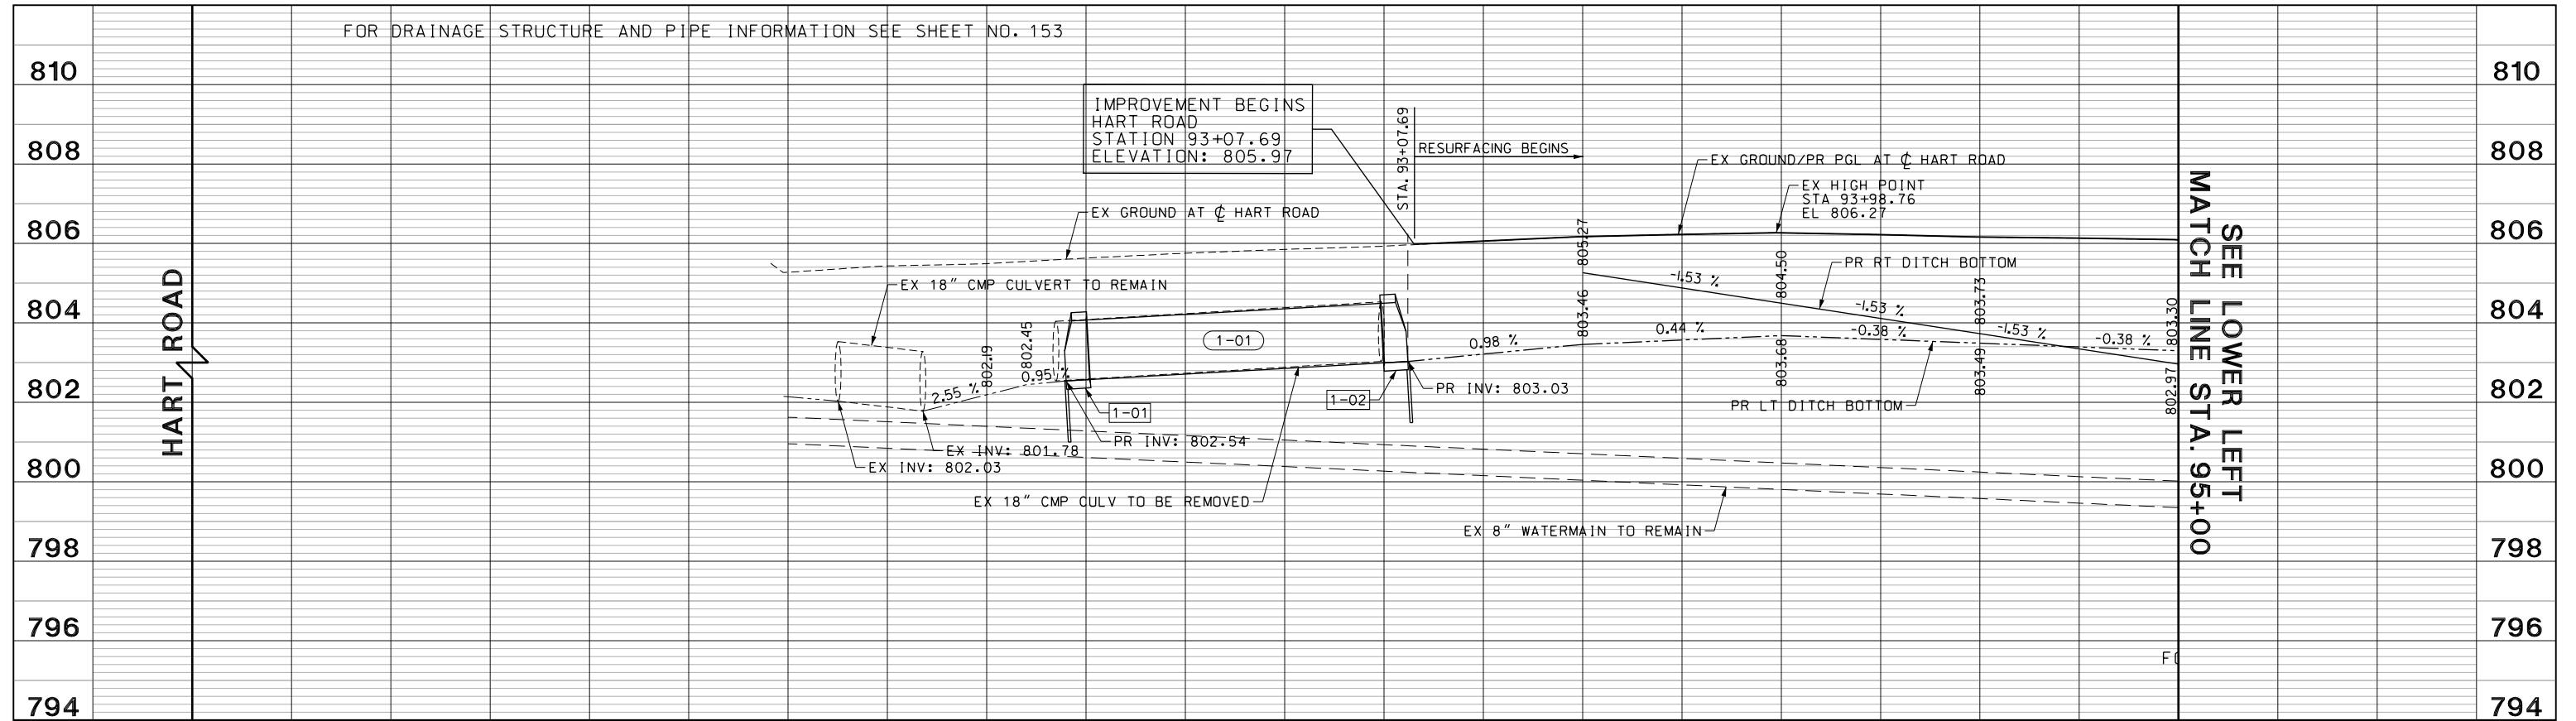 FOR DRAINAGE STRUCTURE AND PIPE INFORMATION SEE SHEET NO. 153
810
810
IMPROVEMENT BEGINS
HART ROAD
STATION 93+07.69
ELEVATION: 805.97
STA. 93+07.69
RESURFACING BEGINS
808
808
EX GROUND/PR PGL AT ℄ HART ROAD
EX HIGH POINT
STA 93+98.76
EL 806.27
EX GROUND AT ℄ HART ROAD
806
806
805.27
804.50
PR RT DITCH BOTTOM
-1.53 %
EX 18" CMP CULVERT TO REMAIN
HART ROAD
804
804
803.46
803.73
803.30
-1.53 %
-1.53 %
0.44 %
-0.38 %
-0.38 %
0.98 %
802.45
802.19
1-01
803.68
803.49
802.97
0.95 %
2.55 %
802
802
1-01
1-02
PR INV: 803.03
PR LT DITCH BOTTOM
PR INV: 802.54
EX INV: 801.78
EX INV: 802.03
800
800
EX 18" CMP CULV TO BE REMOVED
EX 8" WATERMAIN TO REMAIN
SEE LOWER LEFT
MATCH LINE STA. 95+00
798
798
796
796
794
794